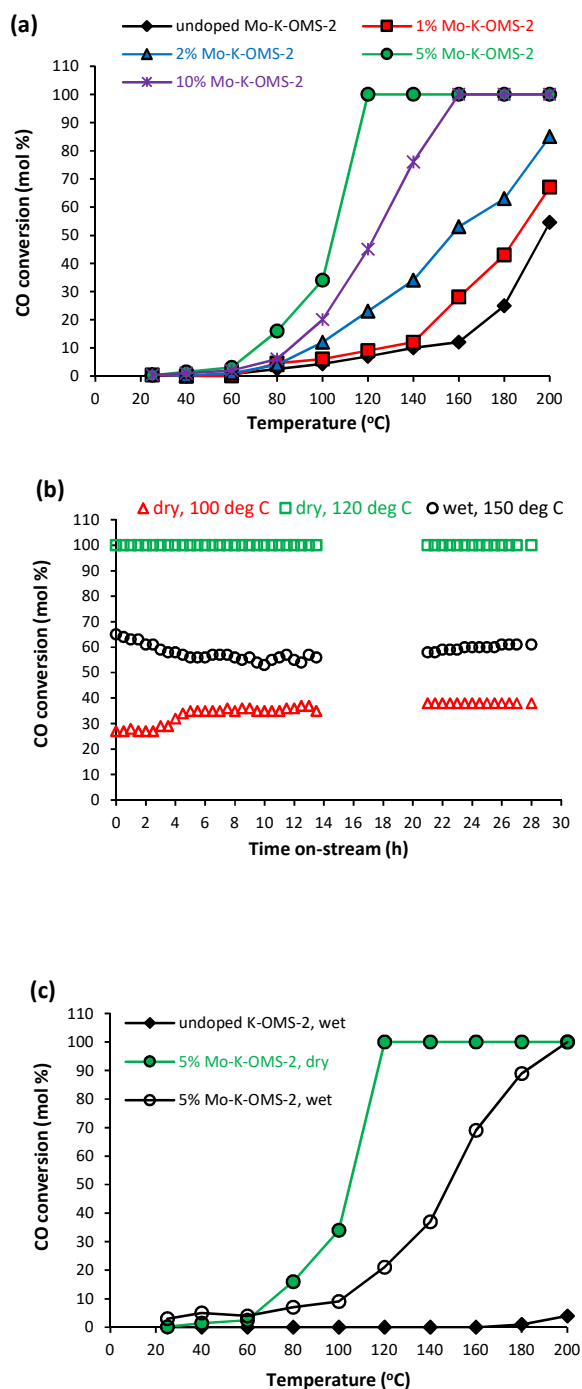 (a)
undoped Mo-K-OMS-2
1% Mo-K-OMS-2
2% Mo-K-OMS-2
5% Mo-K-OMS-2
10% Mo-K-OMS-2
CO conversion (mol %)
110
100
90
80
70
60
50
40
30
20
10
0
0 20 40 60 80 100 120 140 160 180 200
Temperature (°C)
(b)
dry, 100 deg C
dry, 120 deg C
wet, 150 deg C
CO conversion (mol %)
110
100
90
80
70
60
50
40
30
20
10
0
0 2 4 6 8 10 12 14 16 18 20 22 24 26 28 30
Time on-stream (h)
(c)
undoped K-OMS-2, wet
5% Mo-K-OMS-2, dry
5% Mo-K-OMS-2, wet
CO conversion (mol %)
110
100
90
80
70
60
50
40
30
20
10
0
0 20 40 60 80 100 120 140 160 180 200
Temperature (°C)